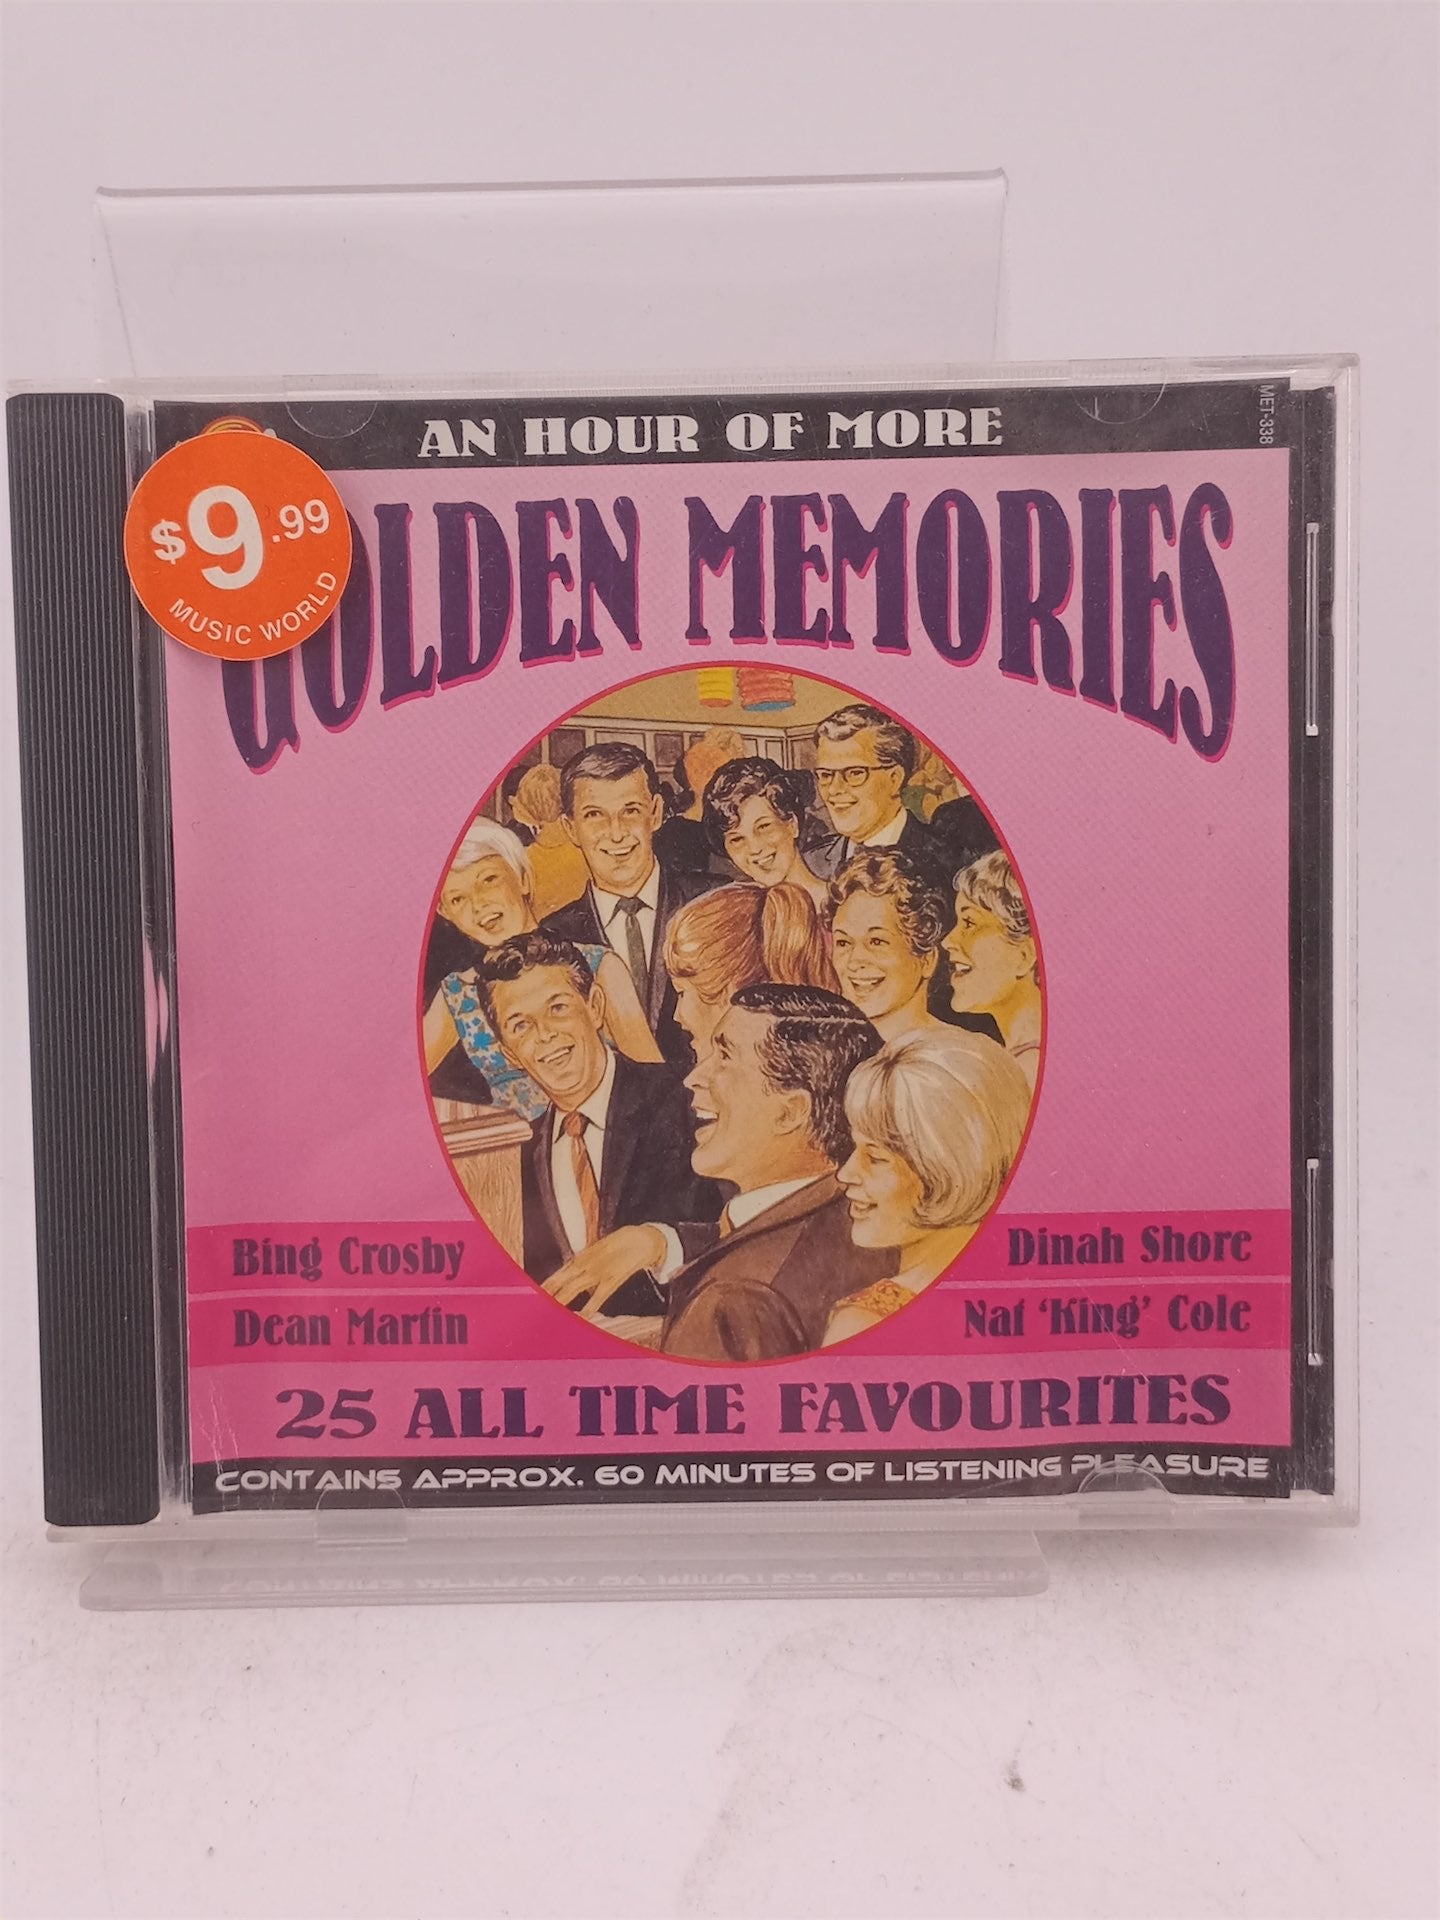 AN HOUR OF MORE
MET-338
$9.99
MUSIC WORLD
GOLDEN MEMORIES
Bing Crosby
Dean Martin
Dinah Shore
Nat 'King' Cole
25 ALL TIME FAVOURITES
CONTAINS APPROX. 60 MINUTES OF LISTENING PLEASURE